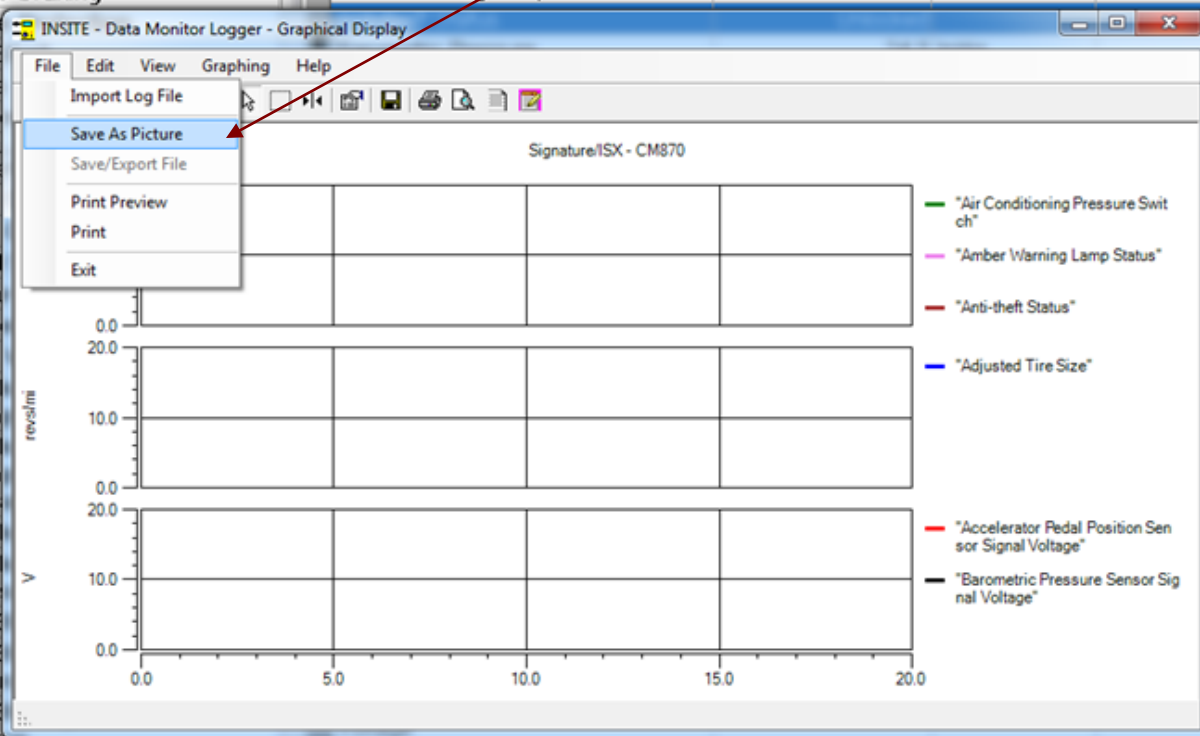 INSITE - Data Monitor Logger - Graphical Display
File Edit View Graphing Help
Import Log File
Save As Picture
Save/Export File
Print Preview
Print
Exit
Signature/ISX - CM870
"Air Conditioning Pressure Swit
ch"
"Amber Warning Lamp Status"
"Anti-theft Status"
0.0
20.0
"Adjusted Tire Size"
revs/mi
10.0
0.0
20.0
"Accelerator Pedal Position Sen
sor Signal Voltage"
V
10.0
"Barometric Pressure Sensor Sig
nal Voltage"
0.0
0.0 5.0 10.0 15.0 20.0